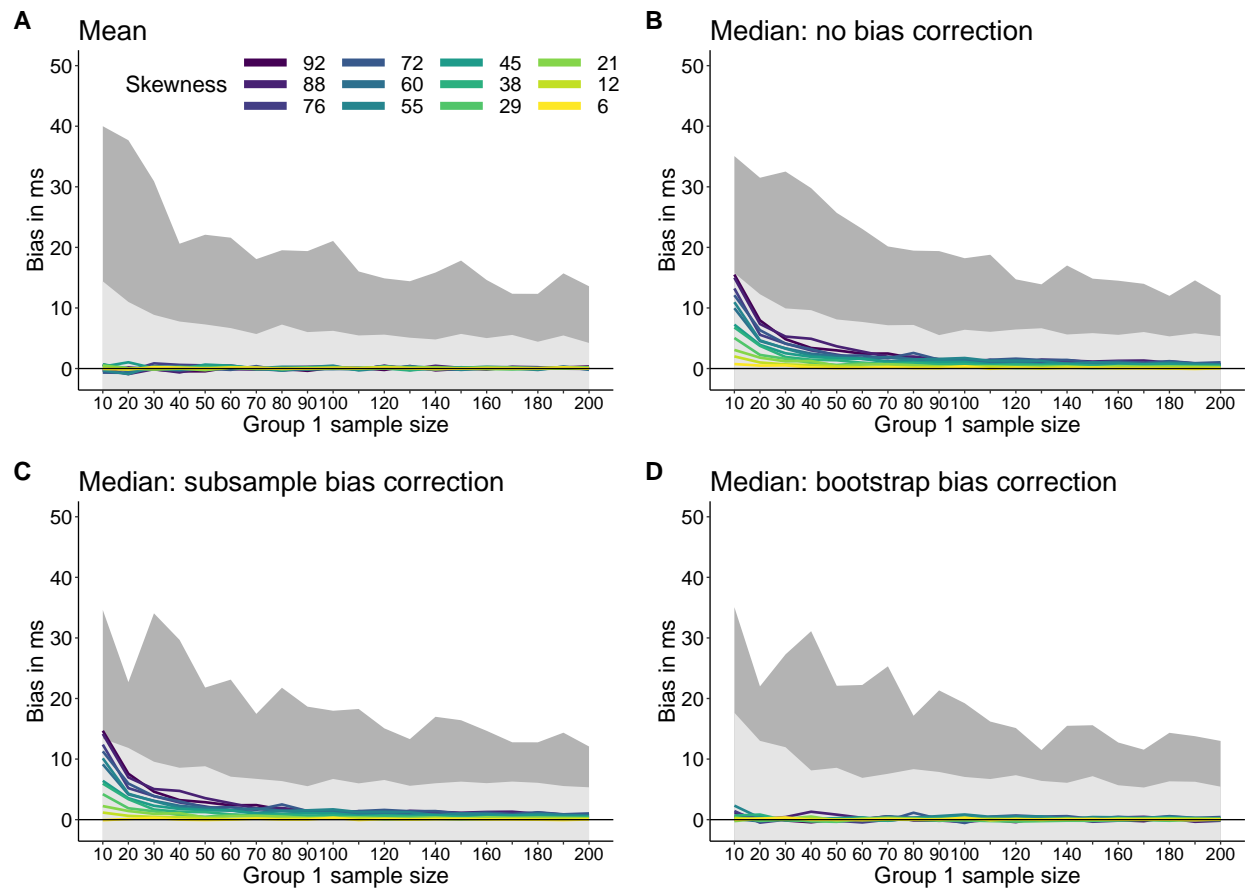 A
Mean
Skewness
92 72 45 21
88 60 38 12
76 55 29 6
Bias in ms
50
40
30
20
10
0
10 20 30 40 50 60 70 80 90 100 120 140 160 180 200
Group 1 sample size
B
Median: no bias correction
Bias in ms
50
40
30
20
10
0
10 20 30 40 50 60 70 80 90 100 120 140 160 180 200
Group 1 sample size
C
Median: subsample bias correction
Bias in ms
50
40
30
20
10
0
10 20 30 40 50 60 70 80 90 100 120 140 160 180 200
Group 1 sample size
D
Median: bootstrap bias correction
Bias in ms
50
40
30
20
10
0
10 20 30 40 50 60 70 80 90 100 120 140 160 180 200
Group 1 sample size